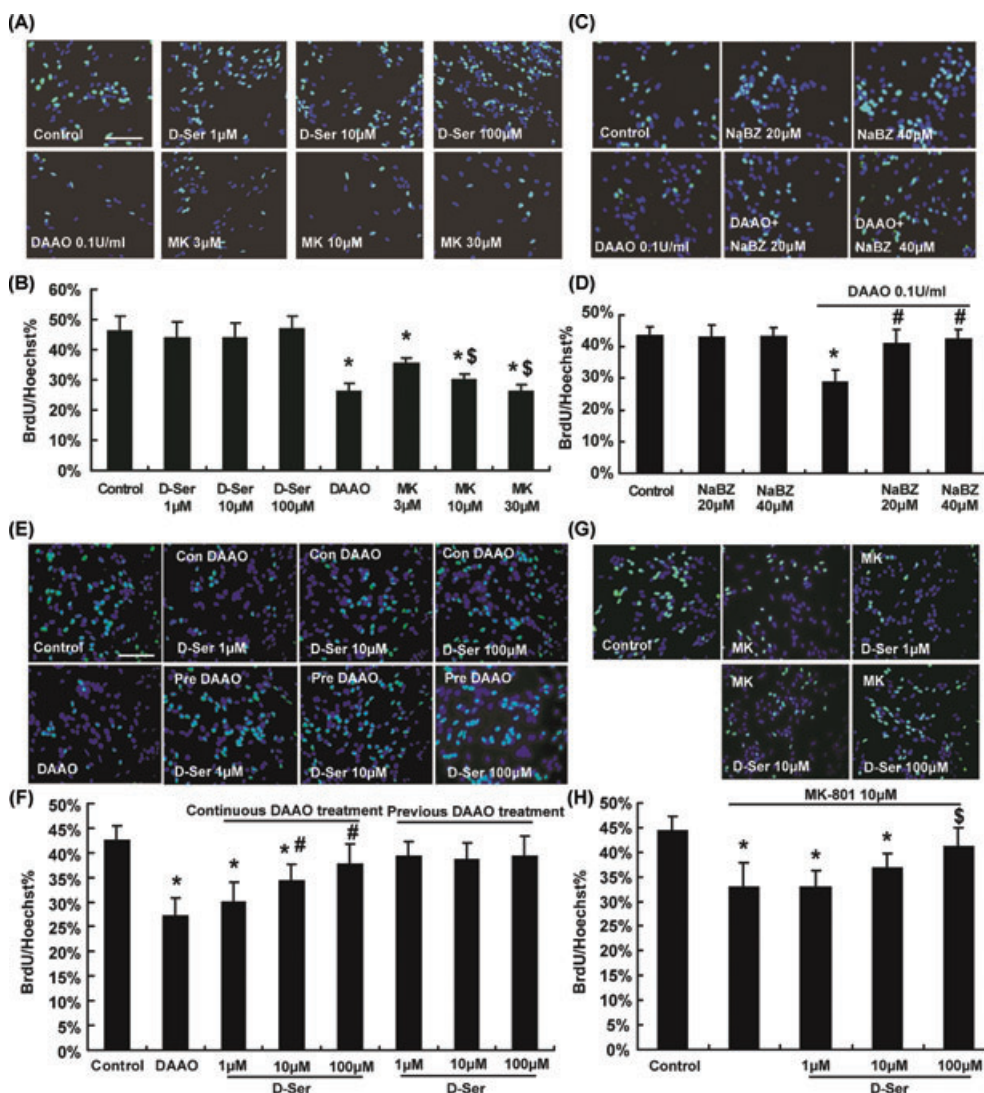 (A)
Control
D-Ser 1µM
D-Ser 10µM
D-Ser 100µM
DAAO 0.1U/ml
MK 3µM
MK 10µM
MK 30µM
(C)
Control
NaBZ 20µM
NaBZ 40µM
DAAO 0.1U/ml
DAAO+
NaBZ 20µM
DAAO+
NaBZ 40µM
(B)
BrdU/Hoechst%
60%
50%
40%
30%
20%
10%
0%
*
*
* $
* $
Control
D-Ser
1µM
D-Ser
10µM
D-Ser
100µM
DAAO
MK
3µM
MK
10µM
MK
30µM
(D)
DAAO 0.1U/ml
BrdU/Hoechst%
50%
40%
30%
20%
10%
0%
*
#
#
Control
NaBZ
20µM
NaBZ
40µM
NaBZ
20µM
NaBZ
40µM
(E)
Control
Con DAAO
D-Ser 1µM
Con DAAO
D-Ser 10µM
Con DAAO
D-Ser 100µM
DAAO
Pre DAAO
D-Ser 1µM
Pre DAAO
D-Ser 10µM
Pre DAAO
D-Ser 100µM
(G)
Control
MK
MK
D-Ser 1µM
MK
D-Ser 10µM
MK
D-Ser 100µM
(F)
Continuous DAAO treatment
Previous DAAO treatment
BrdU/Hoechst%
50%
45%
40%
35%
30%
25%
20%
15%
10%
5%
0%
*
*
*#
#
Control
DAAO
1µM
10µM
100µM
1µM
10µM
100µM
D-Ser
(H)
MK-801 10µM
BrdU/Hoechst%
50%
45%
40%
35%
30%
25%
20%
15%
10%
5%
0%
*
*
*
$
Control
1µM
10µM
100µM
D-Ser